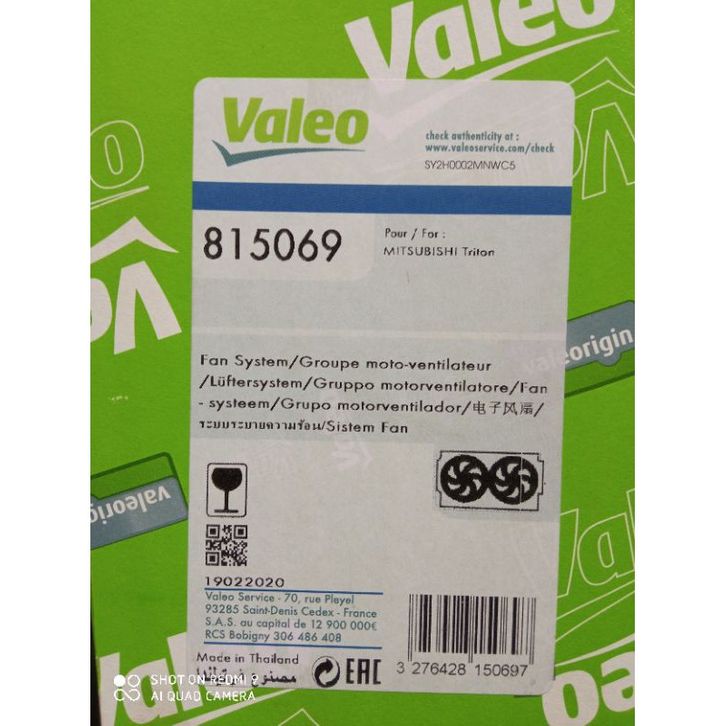 Valeo
Valeo
check authenticity at :
www.valeoservice.com/check
SY2H0002MNWC5
815069
Pour / For :
MITSUBISHI Triton
valeorigin
Fan System/Groupe moto-ventilateur
/Lüftersystem/Gruppo motorventilatore/Fan
- systeem/Grupo motorventilador/电子风扇/
ระบบระบายความร้อน/Sistem Fan
valeorigin
19022020
Valeo Service - 70, rue Pleyel
93285 Saint-Denis Cedex - France
S.A.S. au capital de 12 900 000€
RCS Bobigny 306 486 408
Made in Thailand
EAC
3 276428 150697
SHOT ON REDMI 9
AI QUAD CAMERA